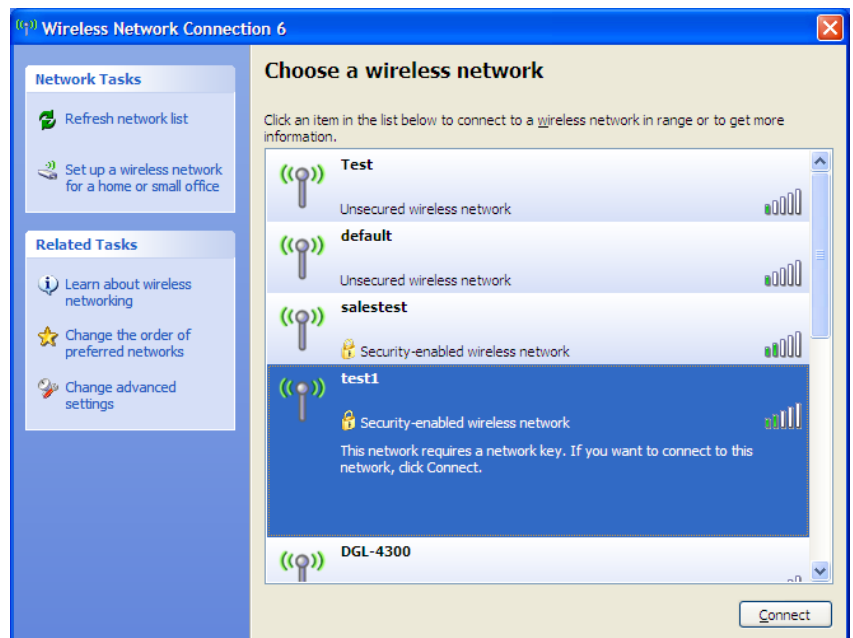 Wireless Network Connection 6
Network Tasks
Refresh network list
Set up a wireless network
for a home or small office
Related Tasks
Learn about wireless
networking
Change the order of
preferred networks
Change advanced
settings
Choose a wireless network
Click an item in the list below to connect to a wireless network in range or to get more
information.
Test
Unsecured wireless network
default
Unsecured wireless network
salestest
Security-enabled wireless network
test1
Security-enabled wireless network
This network requires a network key. If you want to connect to this
network, click Connect.
DGL-4300
Connect